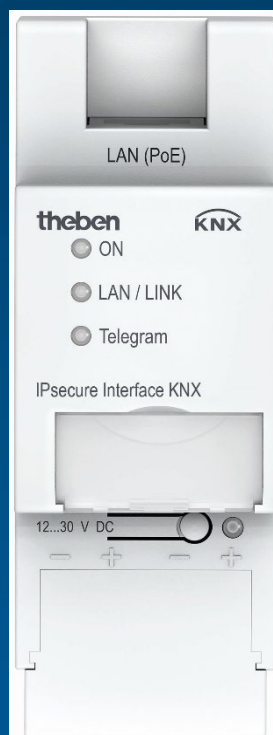 LAN (PoE)
theben KNX
ON
LAN / LINK
Telegram
IPsecure Interface KNX
12...30 V DC
− + − +